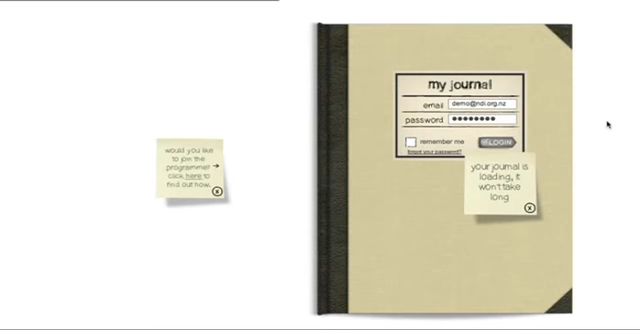 would you like
to join the
programme? →
click here to
find out how.
my journal
email demo@ndi.org.nz
password ●●●●●●●●
remember me LOGIN
forgot your password?
your journal is
loading, it
won't take
long